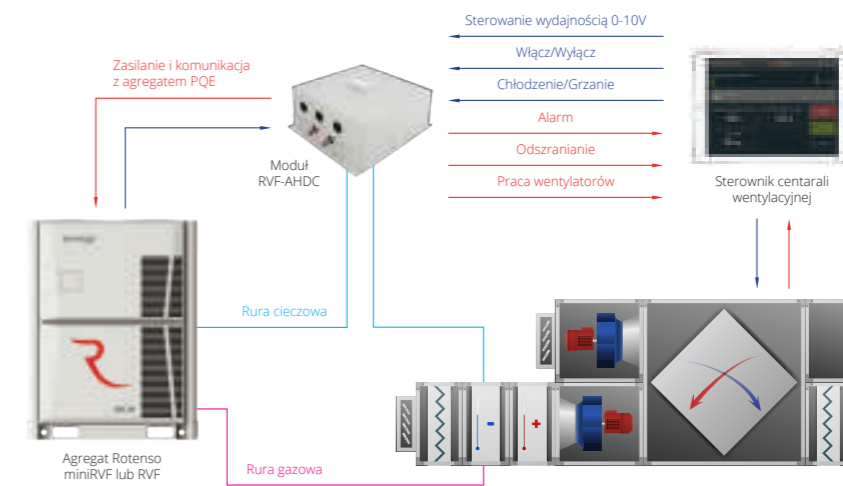 Sterowanie wydajnością 0-10V
Włącz/Wyłącz
Chłodzenie/Grzanie
Alarm
Odszranianie
Praca wentylatorów
Zasilanie i komunikacja
z agregatem PQE
Moduł
RVF-AHDC
Sterownik centarali
wentylacyjnej
Rura cieczowa
Rura gazowa
Agregat Rotenso
miniRVF lub RVF